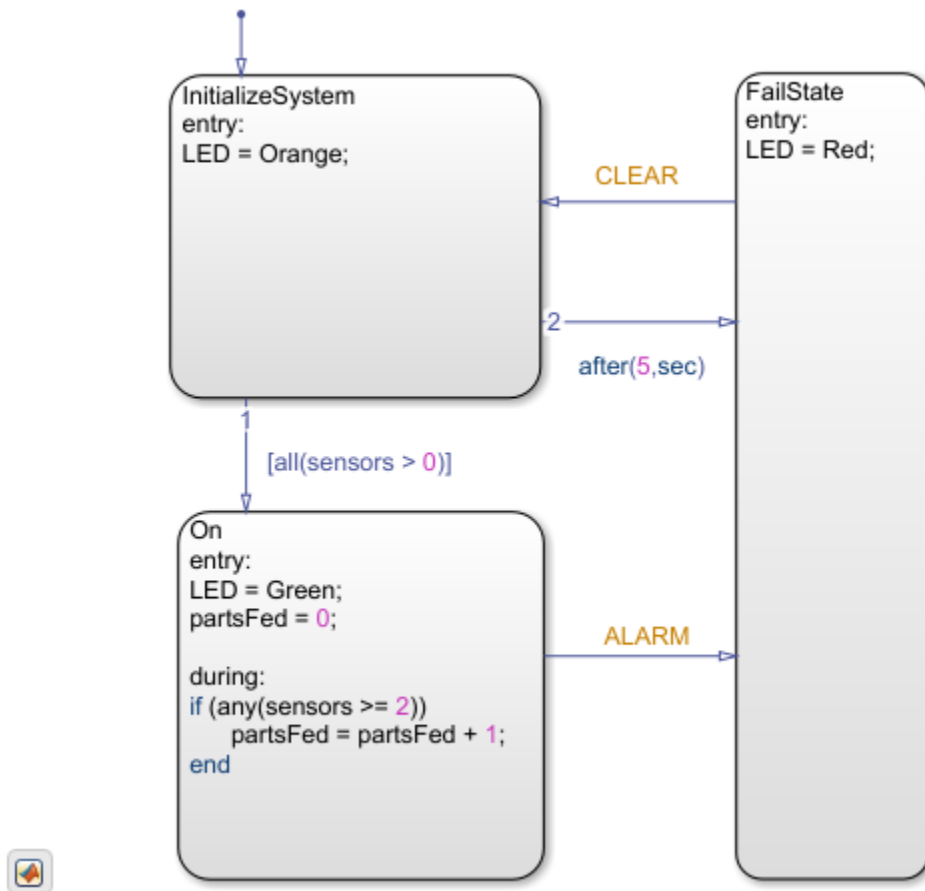 InitializeSystem
entry:
LED = Orange;
FailState
entry:
LED = Red;
CLEAR
2
after(5,sec)
1
[all(sensors > 0)]
On
entry:
LED = Green;
partsFed = 0;
during:
if (any(sensors >= 2))
partsFed = partsFed + 1;
end
ALARM